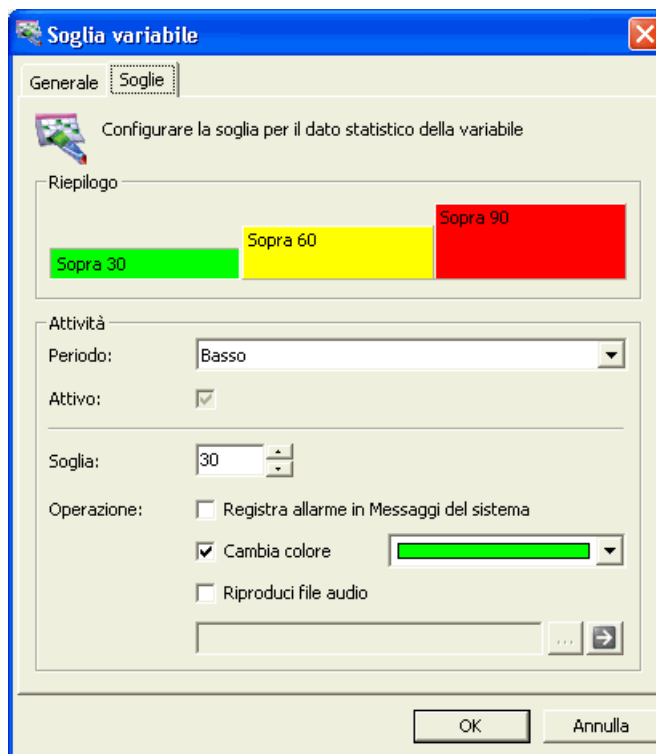 Soglia variabile
Generale Soglie
Configurare la soglia per il dato statistico della variabile
Riepilogo
Sopra 30
Sopra 60
Sopra 90
Attività
Periodo: Basso
Attivo:
Soglia: 30
Operazione: Registra allarme in Messaggi del sistema
Cambia colore
Riproduci file audio
...
OK Annulla